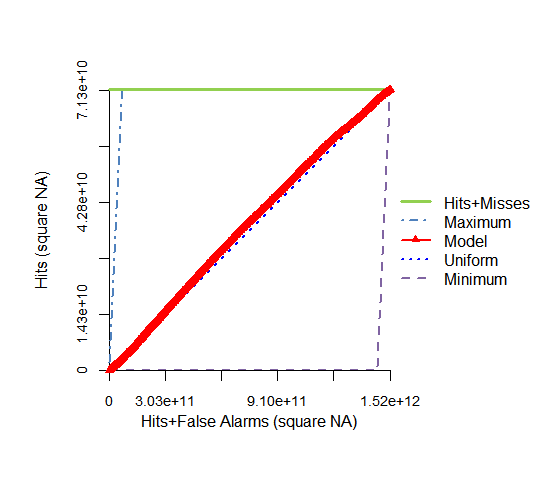 7.13e+10
4.28e+10
1.43e+10
0
Hits (square NA)
0 3.03e+11 9.10e+11 1.52e+12
Hits+False Alarms (square NA)
Hits+Misses
Maximum
Model
Uniform
Minimum